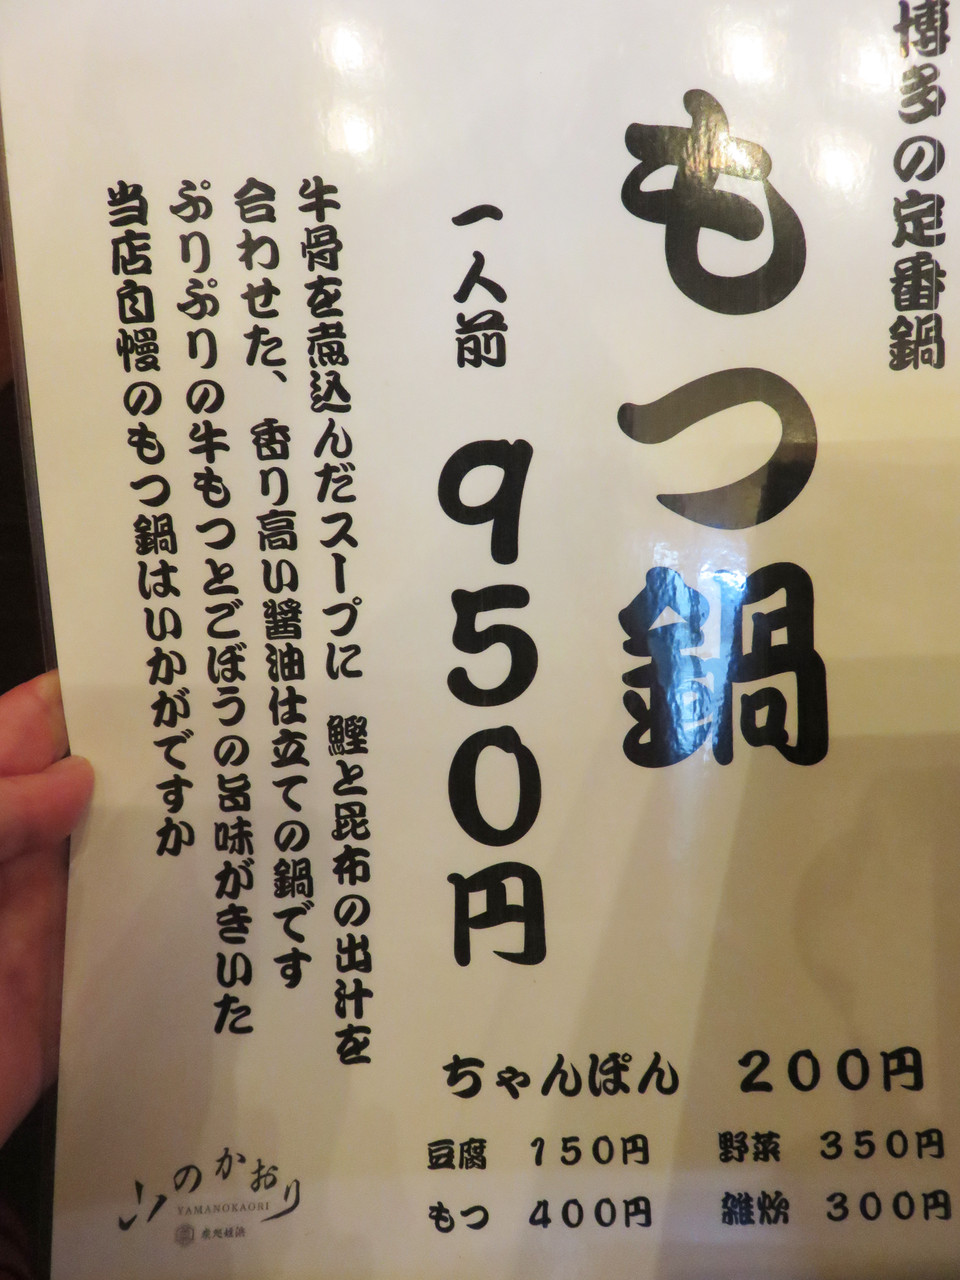 博多の定番鍋
もつ鍋
一人前 950円
牛骨を煮込んだスープに 鰹と昆布の出汁を
合わせた、香り高い醤油は立ての鍋です
ぷりぷりの牛もつとごぼうの旨味がきいた
当店自慢のもつ鍋はいかがですか
ちゃんぽん 200円
豆腐 150円 野菜 350円
もつ 400円 雑炊 300円
山のかおり
YAMANOKAORI